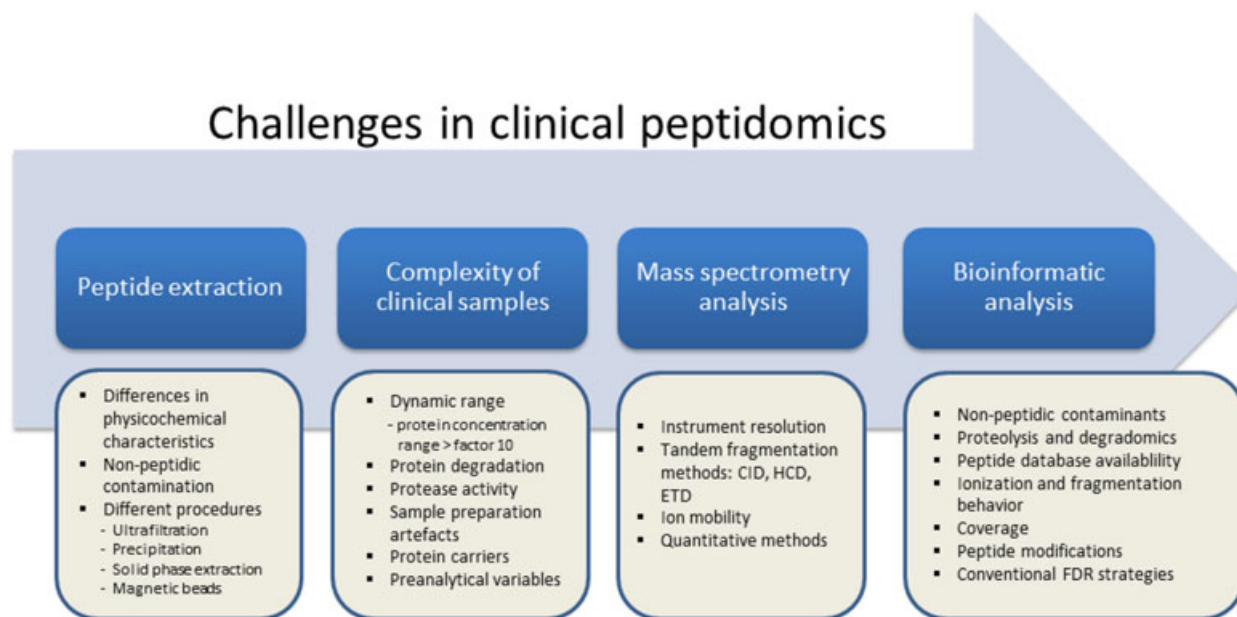 Challenges in clinical peptidomics
Peptide extraction
▪ Differences in
physicochemical
characteristics
▪ Non-peptidic
contamination
▪ Different procedures
- Ultrafiltration
- Precipitation
- Solid phase extraction
- Magnetic beads
Complexity of
clinical samples
▪ Dynamic range
- protein concentration
range > factor 10
▪ Protein degradation
▪ Protease activity
▪ Sample preparation
artefacts
▪ Protein carriers
▪ Preanalytical variables
Mass spectrometry
analysis
▪ Instrument resolution
▪ Tandem fragmentation
methods: CID, HCD,
ETD
▪ Ion mobility
▪ Quantitative methods
Bioinformatic
analysis
▪ Non-peptidic contaminants
▪ Proteolysis and degradomics
▪ Peptide database availablility
▪ Ionization and fragmentation
behavior
▪ Coverage
▪ Peptide modifications
▪ Conventional FDR strategies